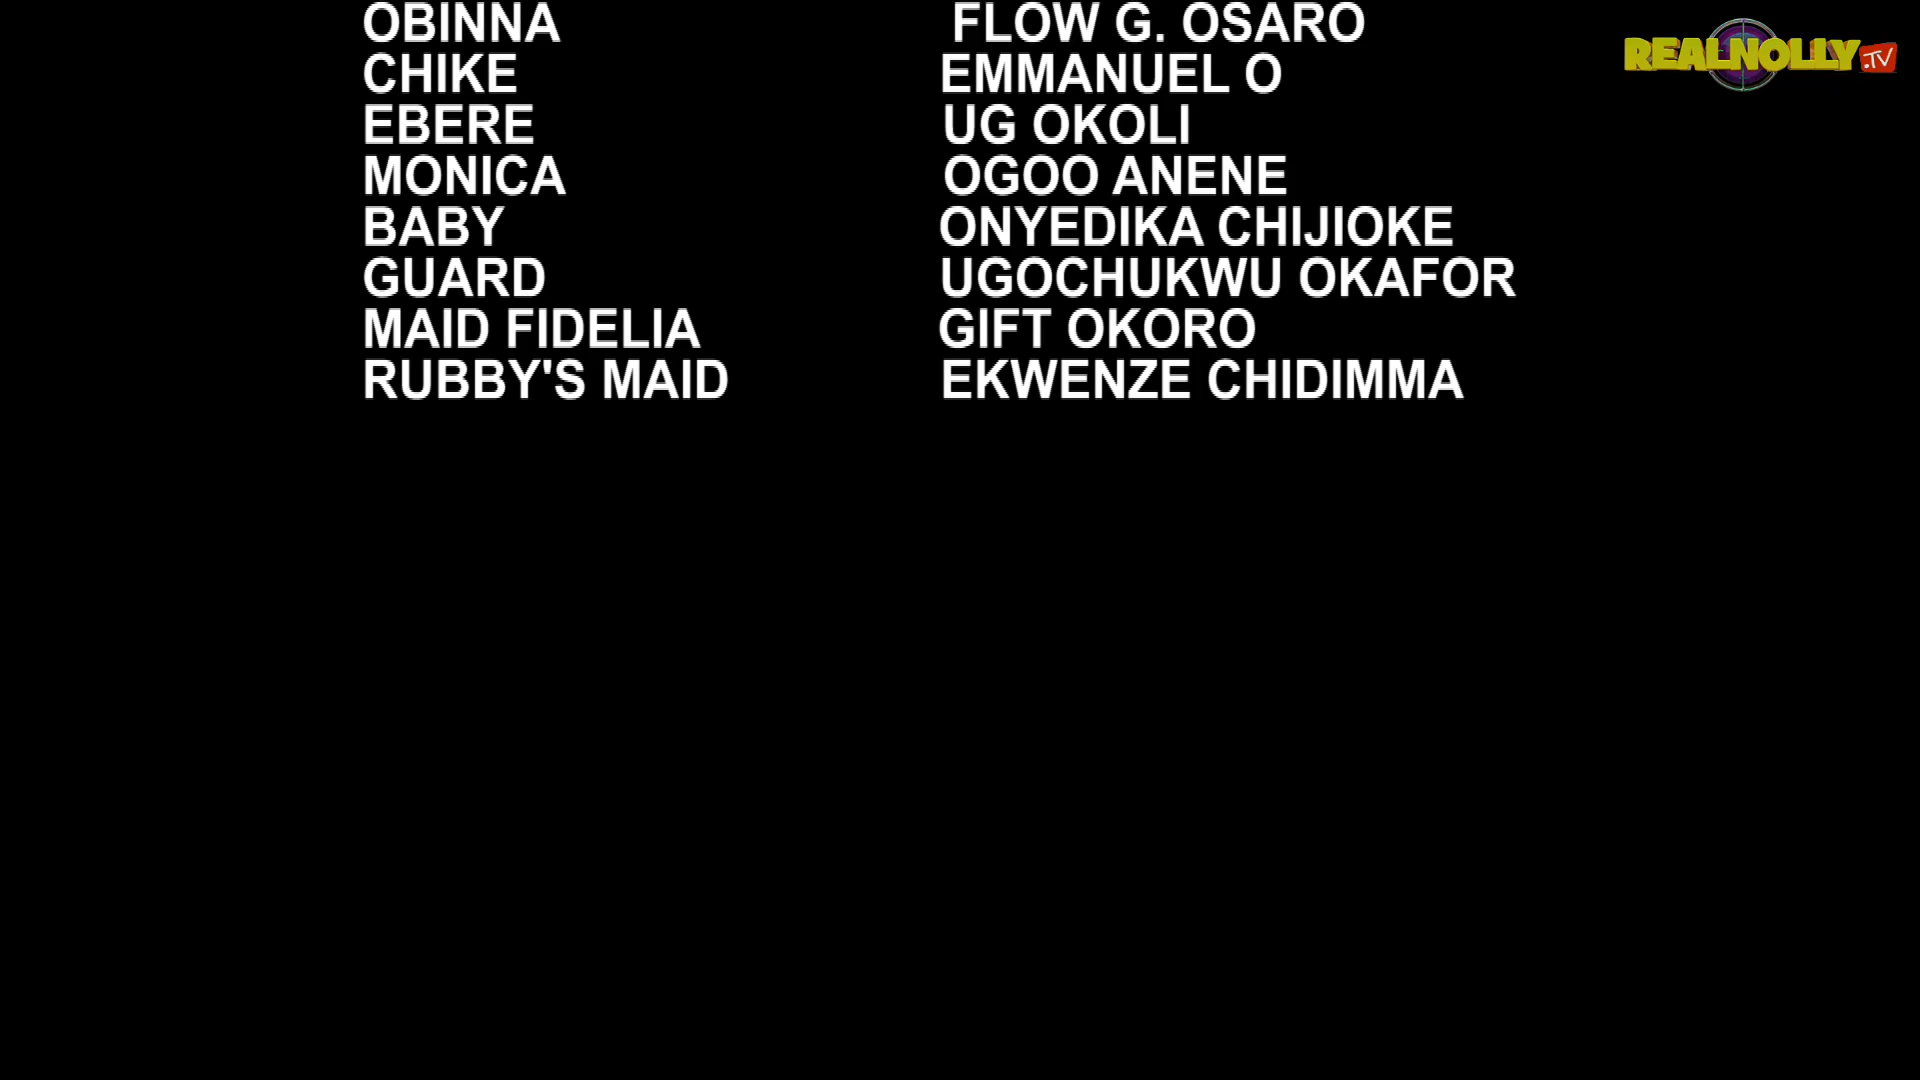 OBINNA FLOW G. OSARO
CHIKE EMMANUEL O
EBERE UG OKOLI
MONICA OGOO ANENE
BABY ONYEDIKA CHIJIOKE
GUARD UGOCHUKWU OKAFOR
MAID FIDELIA GIFT OKORO
RUBBY'S MAID EKWENZE CHIDIMMA
REALNOLLY.TV